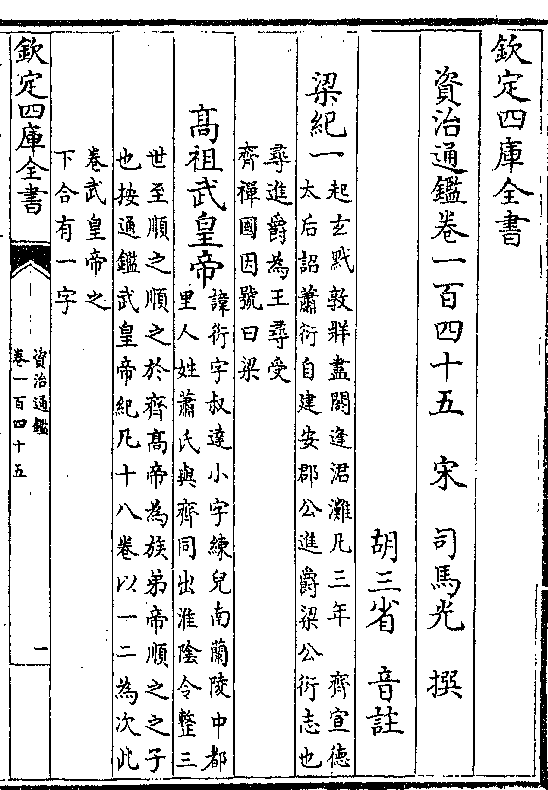 欽定四庫全書
資治通鑑卷一百四十五　宋　司馬光　撰
胡三省　音註
梁紀一
起玄黓敦牂盡閼逢涒灘凡三年　齊宣德
太后詔蕭衍自建安郡公進爵梁公衍志也
尋進爵為王尋受
齊禪國因號曰梁
高祖武皇帝
諱衍字叔達小字練兒南蘭陵中都
里人姓蕭氏與齊同出淮隂令整三
世至順之順之於齊髙帝為族弟帝順之之子
也按通鑑武皇帝紀凡十八卷以一二為次此
卷武皇帝之
下合有一字
欽定四庫全書
資治通鑑
卷一百四十五
一